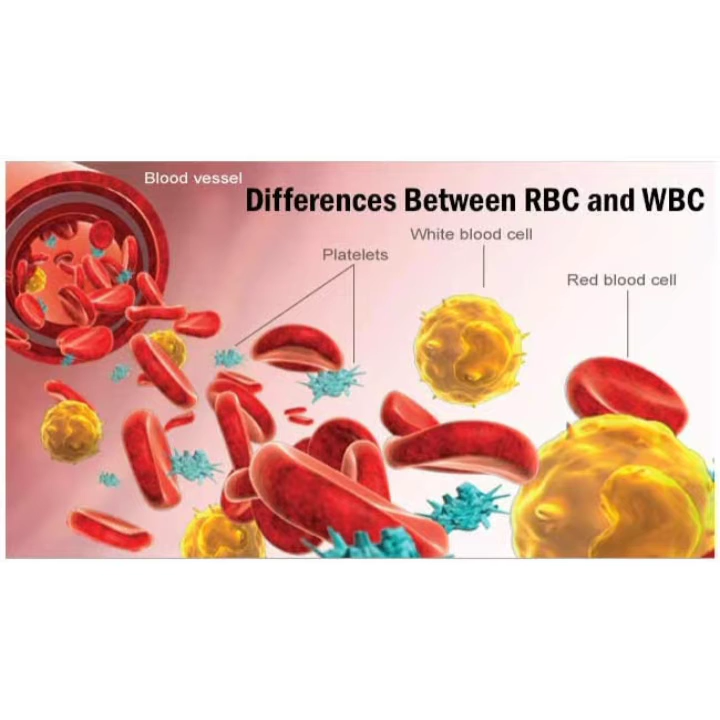 Blood vessel
Differences Between RBC and WBC
White blood cell
Platelets
Red blood cell